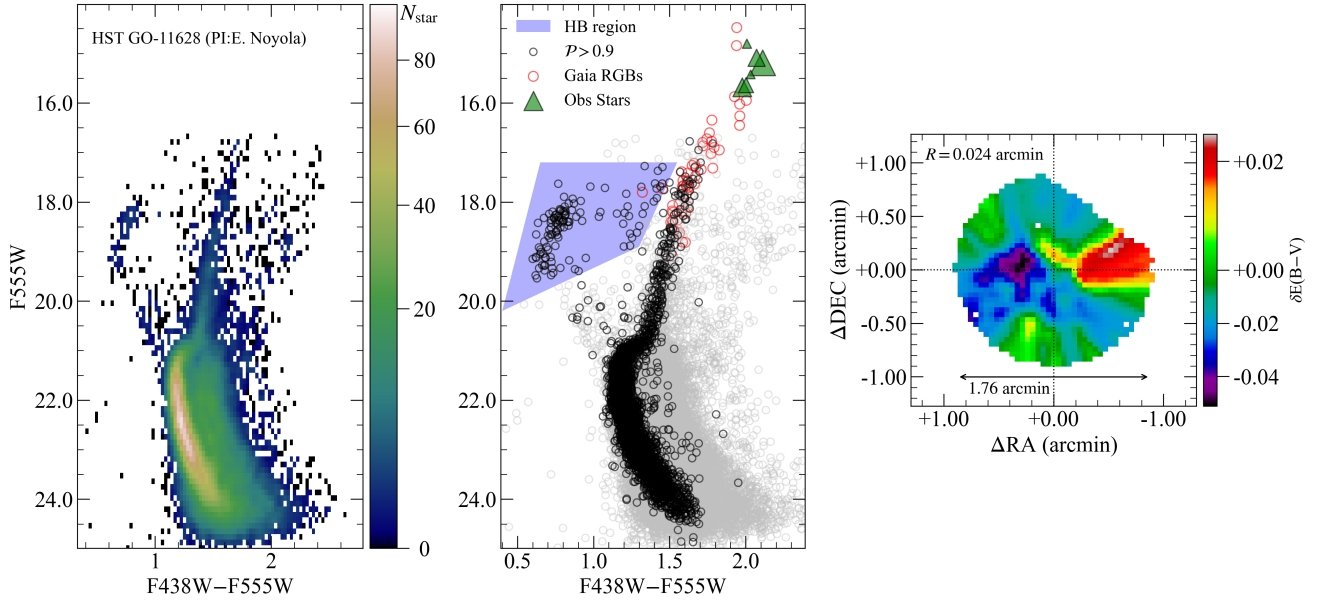 HST GO-11628 (PI:E. Noyola)
F555W
16.0
18.0
20.0
22.0
24.0
1
2
F438W−F555W
N_star
80
60
40
20
0
HB region
𝒫 > 0.9
Gaia RGBs
Obs Stars
16.0
18.0
20.0
22.0
24.0
0.5
1.0
1.5
2.0
F438W−F555W
R = 0.024 arcmin
ΔDEC (arcmin)
+1.00
+0.50
+0.00
-0.50
-1.00
1.76 arcmin
+1.00
+0.00
-1.00
ΔRA (arcmin)
+0.02
+0.00
-0.02
-0.04
δE(B−V)